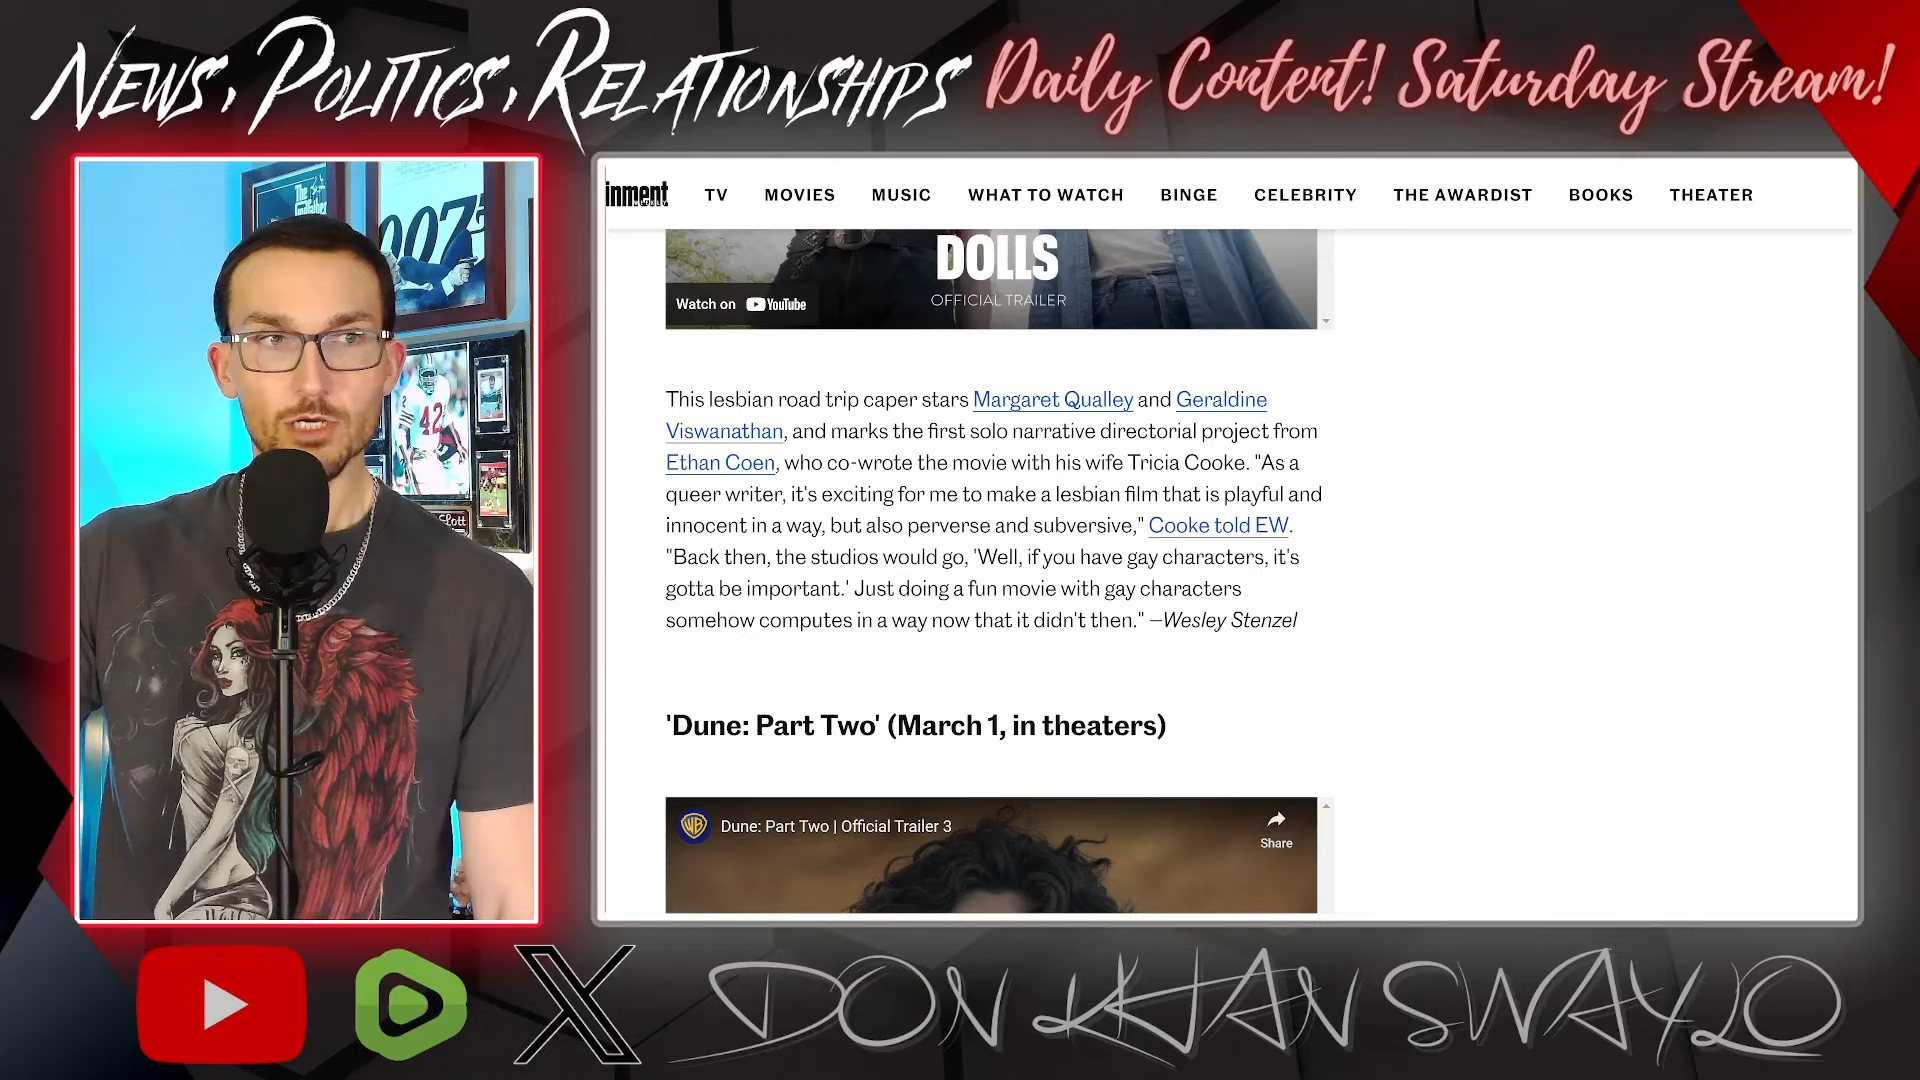 NEWS, POLITICS, RELATIONSHIPS Daily Content! Saturday Stream!
The
Godfather
007
42
Lott
inment
WEEKLY
TV MOVIES MUSIC WHAT TO WATCH BINGE CELEBRITY THE AWARDIST BOOKS THEATER
DOLLS
OFFICIAL TRAILER
Watch on YouTube
This lesbian road trip caper stars Margaret Qualley and Geraldine
Viswanathan, and marks the first solo narrative directorial project from
Ethan Coen, who co-wrote the movie with his wife Tricia Cooke. "As a
queer writer, it's exciting for me to make a lesbian film that is playful and
innocent in a way, but also perverse and subversive," Cooke told EW.
"Back then, the studios would go, 'Well, if you have gay characters, it's
gotta be important.' Just doing a fun movie with gay characters
somehow computes in a way now that it didn't then." —Wesley Stenzel
'Dune: Part Two' (March 1, in theaters)
WB Dune: Part Two | Official Trailer 3
Share
X DON KHAN SWAYLO